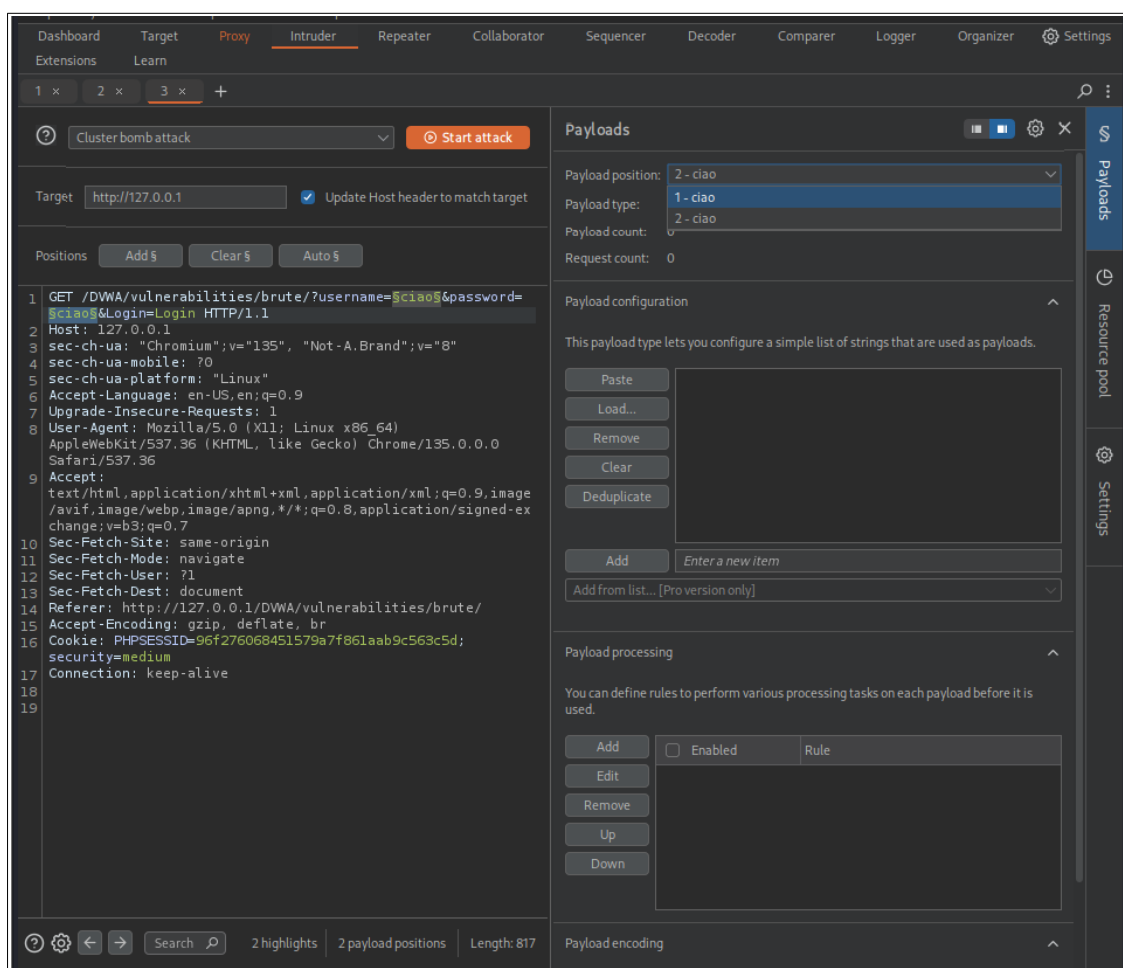 Dashboard Target Proxy Intruder Repeater Collaborator Sequencer Decoder Comparer Logger Organizer Settings
Extensions Learn
1 × 2 × 3 × +
Cluster bomb attack Start attack
Target http://127.0.0.1 Update Host header to match target
Positions Add § Clear § Auto §
1 GET /DVWA/vulnerabilities/brute/?username=§ciao§&password=
§ciao§&Login=Login HTTP/1.1
2 Host: 127.0.0.1
3 sec-ch-ua: "Chromium";v="135", "Not-A.Brand";v="8"
4 sec-ch-ua-mobile: ?0
5 sec-ch-ua-platform: "Linux"
6 Accept-Language: en-US,en;q=0.9
7 Upgrade-Insecure-Requests: 1
8 User-Agent: Mozilla/5.0 (X11; Linux x86_64)
AppleWebKit/537.36 (KHTML, like Gecko) Chrome/135.0.0.0
Safari/537.36
9 Accept:
text/html,application/xhtml+xml,application/xml;q=0.9,image
/avif,image/webp,image/apng,*/*;q=0.8,application/signed-ex
change;v=b3;q=0.7
10 Sec-Fetch-Site: same-origin
11 Sec-Fetch-Mode: navigate
12 Sec-Fetch-User: ?1
13 Sec-Fetch-Dest: document
14 Referer: http://127.0.0.1/DVWA/vulnerabilities/brute/
15 Accept-Encoding: gzip, deflate, br
16 Cookie: PHPSESSID=96f276068451579a7f861aab9c563c5d;
security=medium
17 Connection: keep-alive
18
19
Search 2 highlights 2 payload positions Length: 817
Payloads
Payload position: 2 - ciao
1 - ciao
Payload type:
2 - ciao
Payload count: 0
Request count: 0
Payload configuration
This payload type lets you configure a simple list of strings that are used as payloads.
Paste
Load...
Remove
Clear
Deduplicate
Add Enter a new item
Add from list... [Pro version only]
Payload processing
You can define rules to perform various processing tasks on each payload before it is
used.
Add Enabled Rule
Edit
Remove
Up
Down
Payload encoding
§ Payloads
Resource pool
Settings